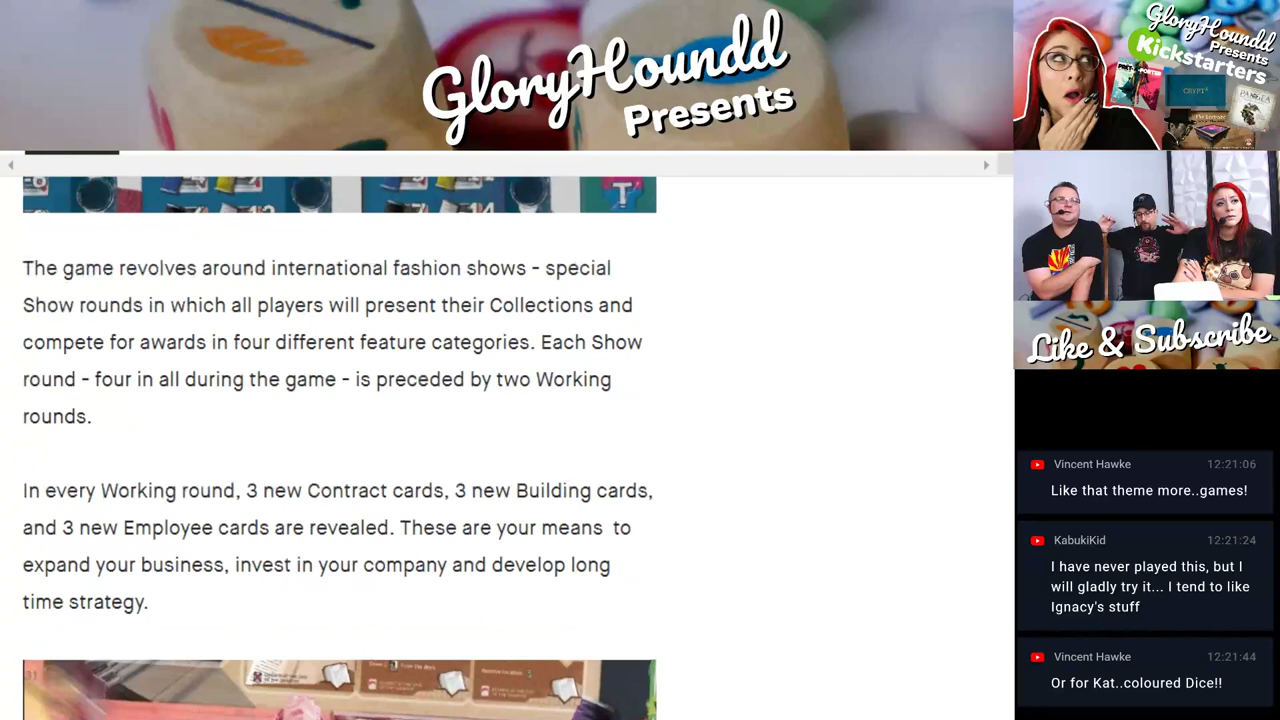 GloryHoundd
Presents
GloryHoundd
Presents
Kickstarters
CRYPT
PANGEA
T
The game revolves around international fashion shows - special
Show rounds in which all players will present their Collections and
compete for awards in four different feature categories. Each Show
round - four in all during the game - is preceded by two Working
rounds.
In every Working round, 3 new Contract cards, 3 new Building cards,
and 3 new Employee cards are revealed. These are your means to
expand your business, invest in your company and develop long
time strategy.
31
Like & Subscribe
Vincent Hawke 12:21:06
Like that theme more..games!
KabukiKid 12:21:24
I have never played this, but I
will gladly try it... I tend to like
Ignacy's stuff
Vincent Hawke 12:21:44
Or for Kat..coloured Dice!!